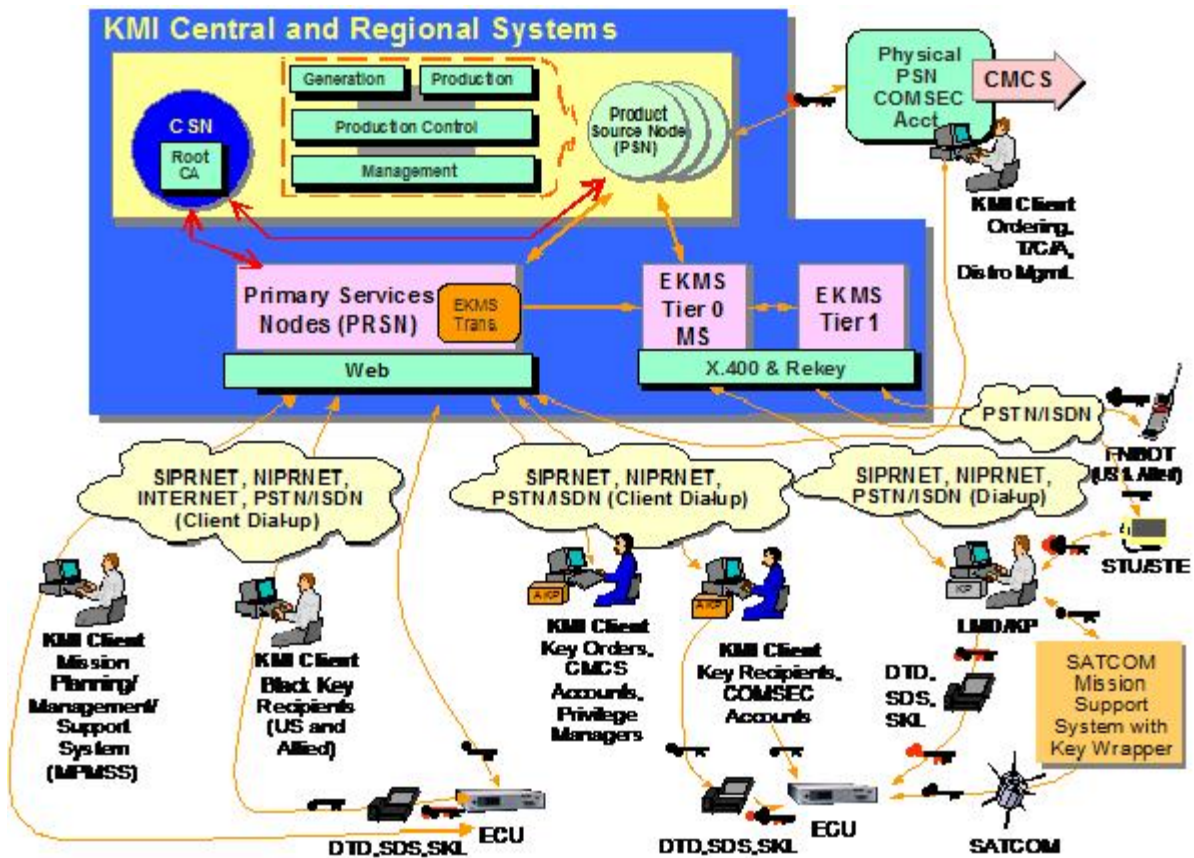 KMI Central and Regional Systems
Generation
Production
Production Control
Management
CSN
Root
CA
Product
Source Node
(PSN)
Physical
PSN
COMSEC
Acct
CMCS
KMI Client
Ordering,
T/C/A,
Distro Mgmt.
Primary Services
Nodes (PRSN)
EKMS
Trans.
EKMS
Tier 0
MS
EKMS
Tier 1
Web
X.400 & Rekey
PSTN/ISDN
(US & Allied)
SIPRNET, NIPRNET,
INTERNET, PSTN/ISDN
(Client Dial-up)
SIPRNET, NIPRNET,
PSTN/ISDN (Client Dial-up)
SIPRNET, NIPRNET,
PSTN/ISDN (Dial-up)
STU/STE
AKP
AKP
KP
KMI Client
Mission
Planning/
Management/
Support
System
(MPMSS)
KMI Client
Black Key
Recipients
(US and
Allied)
KMI Client
Key Orders,
CMCS
Accounts,
Privilege
Managers
KMI Client
Key Recipients,
COMSEC
Accounts
LMD/KP
DTD,
SDS,
SKL
SATCOM
Mission
Support
System with
Key Wrapper
ECU
DTD,SDS,SKL
ECU
DTD,SDS,SKL
SATCOM